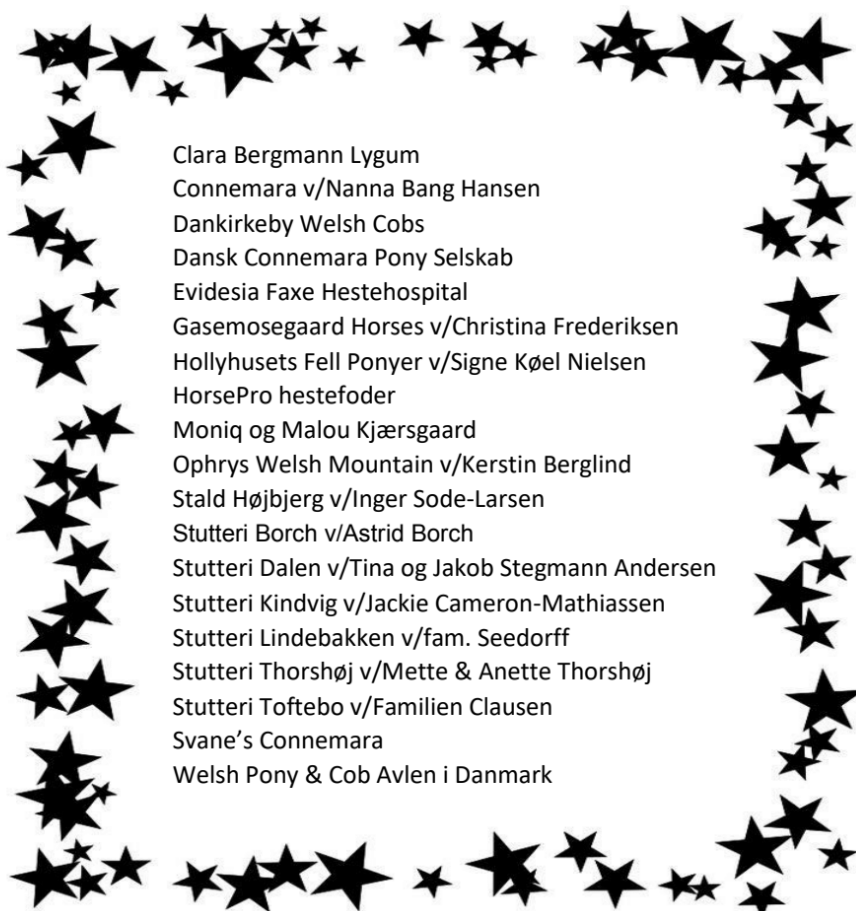 Clara Bergmann Lygum
Connemara v/Nanna Bang Hansen
Dankirkeby Welsh Cobs
Dansk Connemara Pony Selskab
Evidesia Faxe Hestehospital
Gasemosegaard Horses v/Christina Frederiksen
Hollyhusets Fell Ponyer v/Signe Køel Nielsen
HorsePro hestefoder
Moniq og Malou Kjærsgaard
Ophrys Welsh Mountain v/Kerstin Berglind
Stald Højbjerg v/Inger Sode-Larsen
Stutteri Borch v/Astrid Borch
Stutteri Dalen v/Tina og Jakob Stegmann Andersen
Stutteri Kindvig v/Jackie Cameron-Mathiassen
Stutteri Lindebakken v/fam. Seedorff
Stutteri Thorshøj v/Mette & Anette Thorshøj
Stutteri Toftebo v/Familien Clausen
Svane’s Connemara
Welsh Pony & Cob Avlen i Danmark